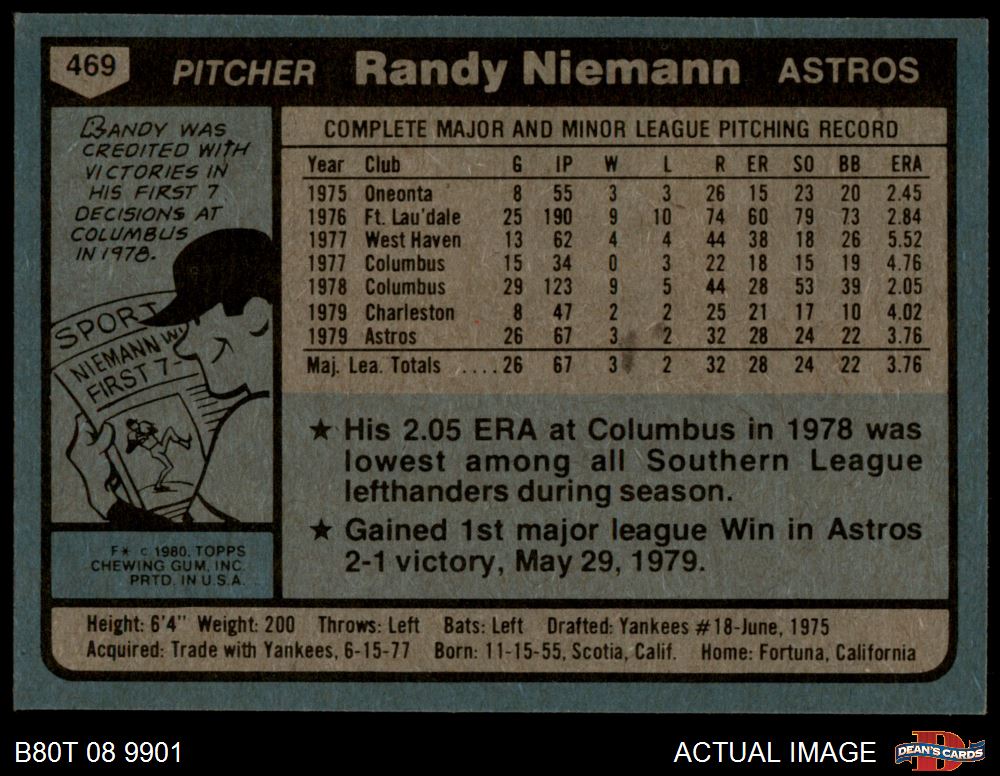 469 PITCHER Randy Niemann ASTROS
RANDY WAS
CREDITED WITH
VICTORIES IN
HIS FIRST 7
DECISIONS AT
COLUMBUS
IN 1978.
SPORT
NIEMANN W
FIRST 7-
F* © 1980. TOPPS
CHEWING GUM, INC.
PRTD. IN U.S.A.
COMPLETE MAJOR AND MINOR LEAGUE PITCHING RECORD
Year Club G IP W L R ER SO BB ERA
1975 Oneonta 8 55 3 3 26 15 23 20 2.45
1976 Ft. Lau'dale 25 190 9 10 74 60 79 73 2.84
1977 West Haven 13 62 4 4 44 38 18 26 5.52
1977 Columbus 15 34 0 3 22 18 15 19 4.76
1978 Columbus 29 123 9 5 44 28 53 39 2.05
1979 Charleston 8 47 2 2 25 21 17 10 4.02
1979 Astros 26 67 3 2 32 28 24 22 3.76
Maj. Lea. Totals ....26 67 3 2 32 28 24 22 3.76
★ His 2.05 ERA at Columbus in 1978 was
lowest among all Southern League
lefthanders during season.
★ Gained 1st major league Win in Astros
2-1 victory, May 29, 1979.
Height: 6'4" Weight: 200 Throws: Left Bats: Left Drafted: Yankees #18-June, 1975
Acquired: Trade with Yankees, 6-15-77 Born: 11-15-55, Scotia, Calif. Home: Fortuna, California
B80T 08 9901 ACTUAL IMAGE D DEAN'S CARDS